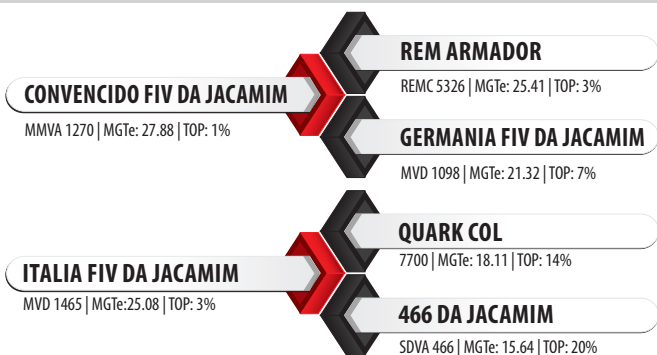 REM ARMADOR
REMC 5326 | MGTe: 25.41 | TOP: 3%
CONVENCIDO FIV DA JACAMIM
MMVA 1270 | MGTe: 27.88 | TOP: 1%
GERMANIA FIV DA JACAMIM
MVD 1098 | MGTe: 21.32 | TOP: 7%
QUARK COL
7700 | MGTe: 18.11 | TOP: 14%
ITALIA FIV DA JACAMIM
MVD 1465 | MGTe:25.08 | TOP: 3%
466 DA JACAMIM
SDVA 466 | MGTe: 15.64 | TOP: 20%